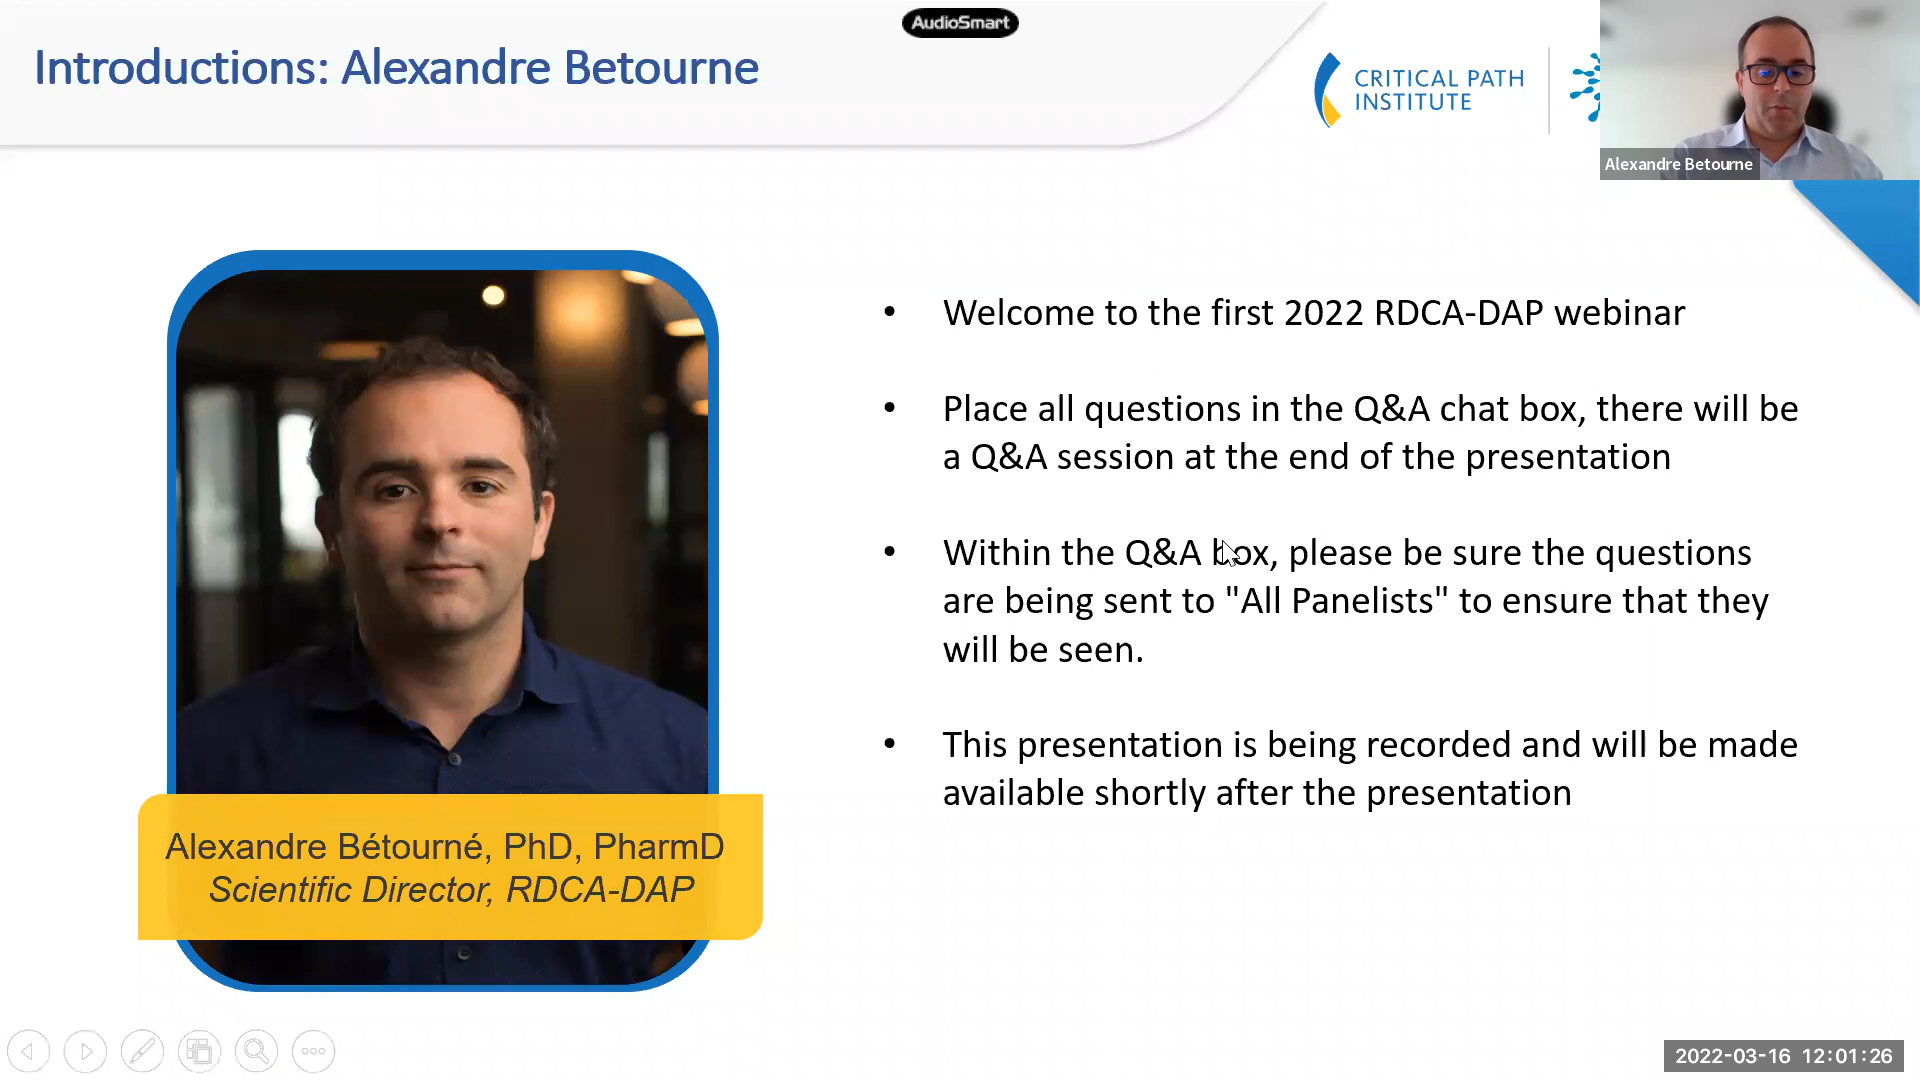 AudioSmart
Introductions: Alexandre Betourne
CRITICAL PATH
INSTITUTE
Alexandre Betourne
• Welcome to the first 2022 RDCA-DAP webinar
• Place all questions in the Q&A chat box, there will be
a Q&A session at the end of the presentation
• Within the Q&A box, please be sure the questions
are being sent to "All Panelists" to ensure that they
will be seen.
• This presentation is being recorded and will be made
available shortly after the presentation
Alexandre Bétourné, PhD, PharmD
Scientific Director, RDCA-DAP
2022-03-16 12:01:26